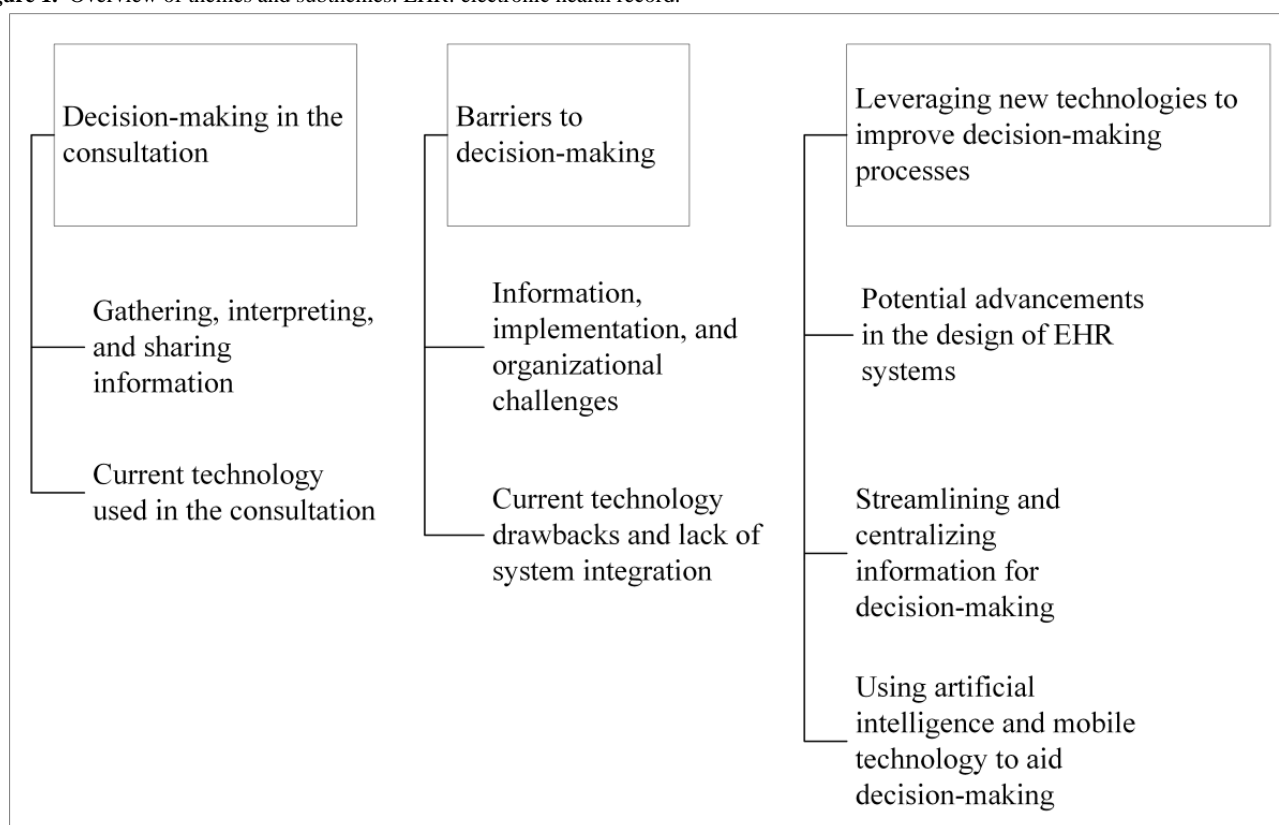 Figure 1. Overview of themes and subthemes. EHR: electronic health record.
Decision-making in the
consultation
Gathering, interpreting,
and sharing
information
Current technology
used in the consultation
Barriers to
decision-making
Information,
implementation, and
organizational
challenges
Current technology
drawbacks and lack of
system integration
Leveraging new technologies to
improve decision-making
processes
Potential advancements
in the design of EHR
systems
Streamlining and
centralizing
information for
decision-making
Using artificial
intelligence and mobile
technology to aid
decision-making